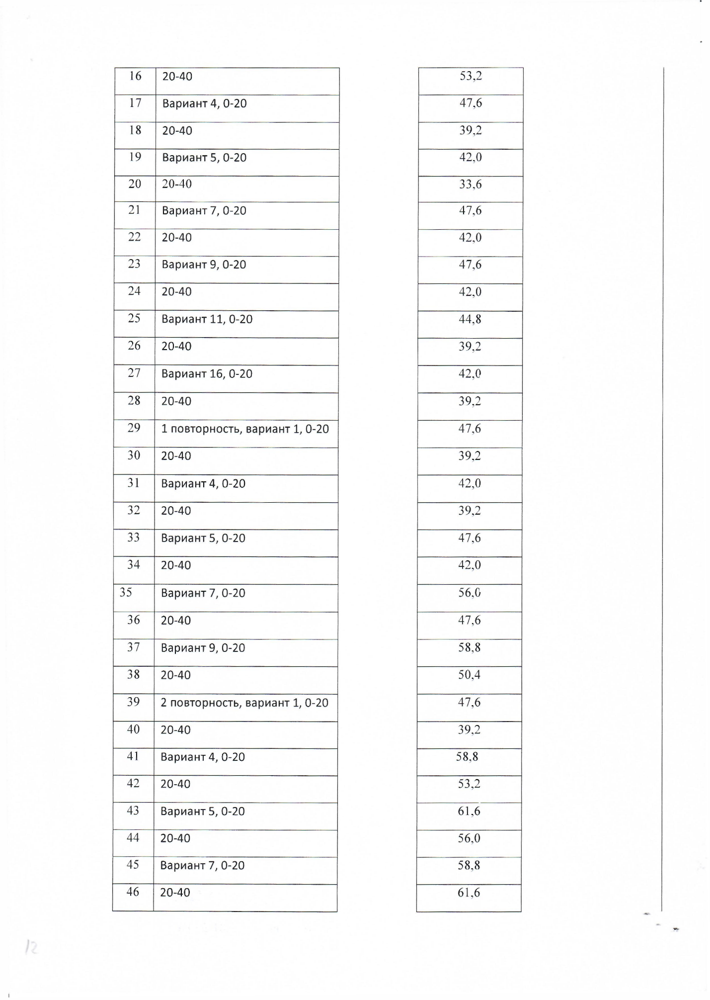 16 20-40 53,2
17 Вариант 4, 0-20 47,6
18 20-40 39,2
19 Вариант 5, 0-20 42,0
20 20-40 33,6
21 Вариант 7, 0-20 47,6
22 20-40 42,0
23 Вариант 9, 0-20 47,6
24 20-40 42,0
25 Вариант 11, 0-20 44,8
26 20-40 39,2
27 Вариант 16, 0-20 42,0
28 20-40 39,2
29 1 повторность, вариант 1, 0-20 47,6
30 20-40 39,2
31 Вариант 4, 0-20 42,0
32 20-40 39,2
33 Вариант 5, 0-20 47,6
34 20-40 42,0
35 Вариант 7, 0-20 56,0
36 20-40 47,6
37 Вариант 9, 0-20 58,8
38 20-40 50,4
39 2 повторность, вариант 1, 0-20 47,6
40 20-40 39,2
41 Вариант 4, 0-20 58,8
42 20-40 53,2
43 Вариант 5, 0-20 61,6
44 20-40 56,0
45 Вариант 7, 0-20 58,8
46 20-40 61,6
12